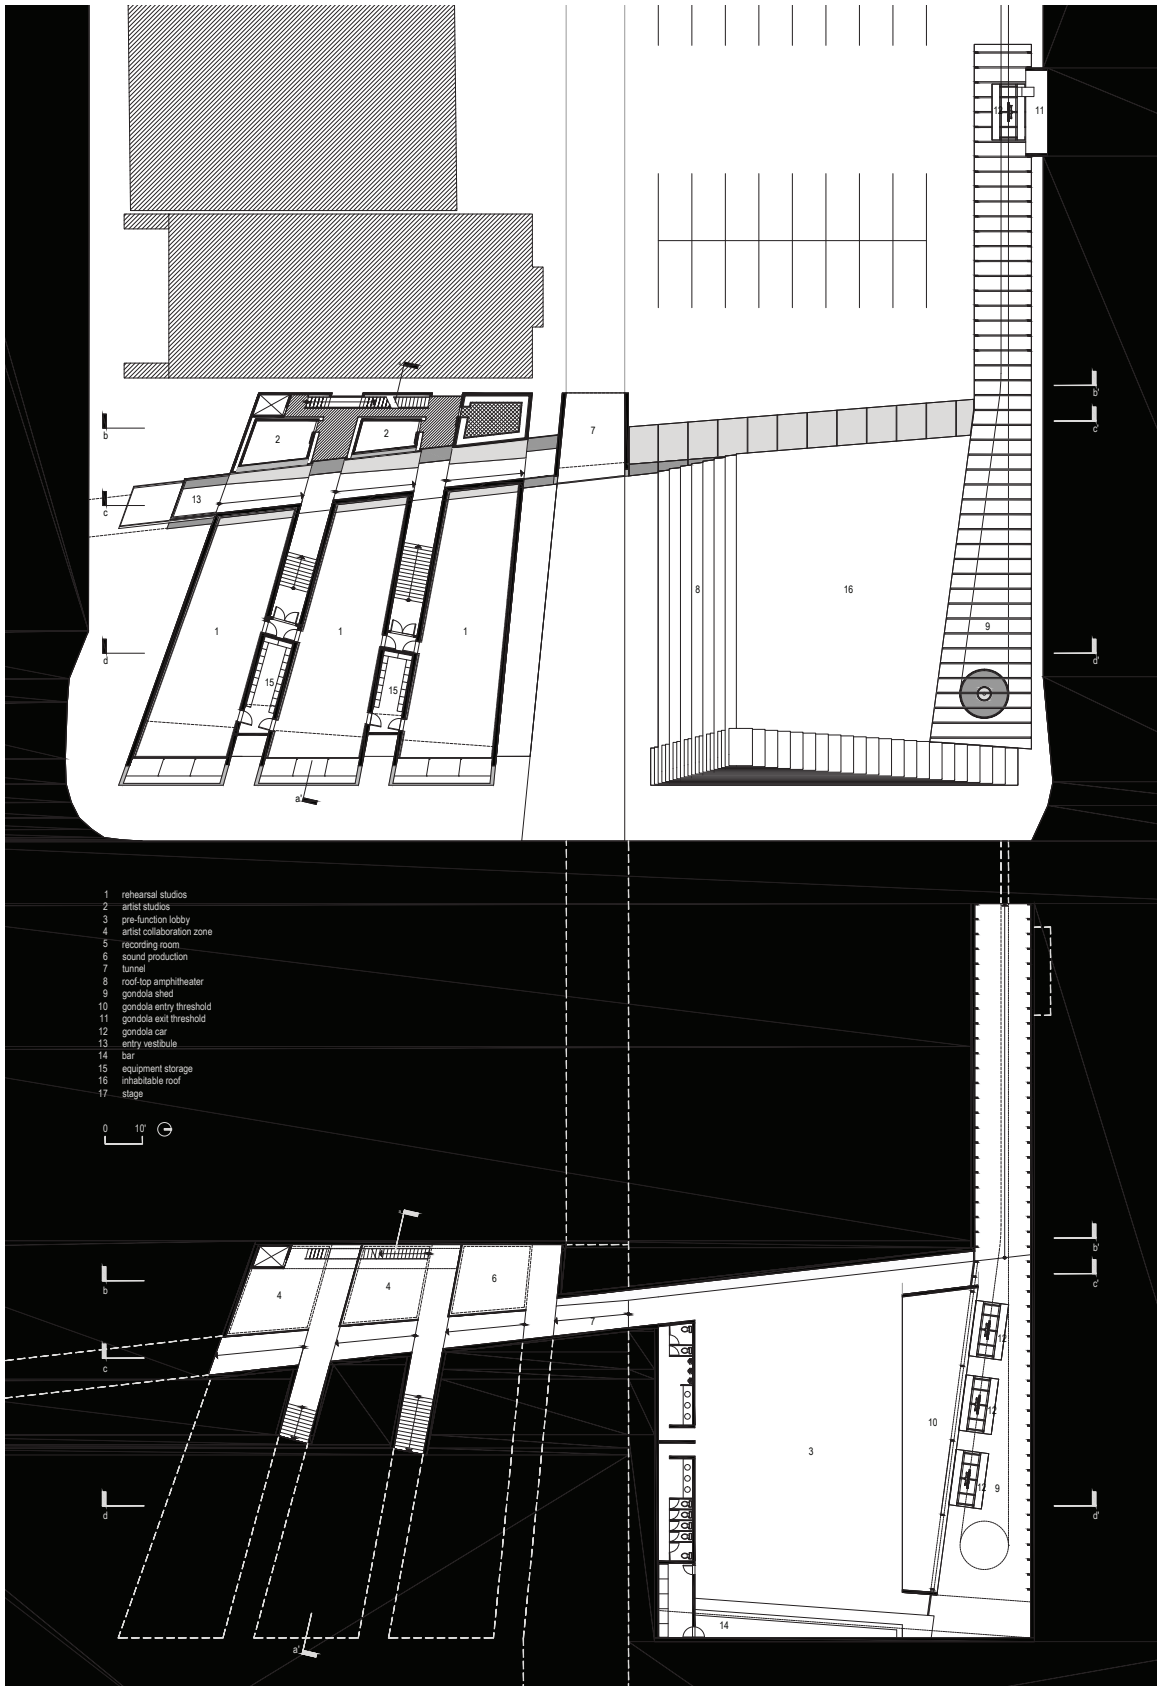 12
11
b'
b
c'
2
2
7
13
c
8
16
1
1
1
9
d
d'
15
15
a'
1 rehearsal studios
2 artist studios
3 pre-function lobby
4 artist collaboration zone
5 recording room
6 sound production
7 tunnel
8 roof-top amphitheater
9 gondola shed
10 gondola entry threshold
11 gondola exit threshold
12 gondola car
13 entry vestibule
14 bar
15 equipment storage
16 inhabitable roof
17 stage
0 10'
b'
c'
b
4
4
6
7
12
c
12
10
3
12
9
d
d'
14
a'